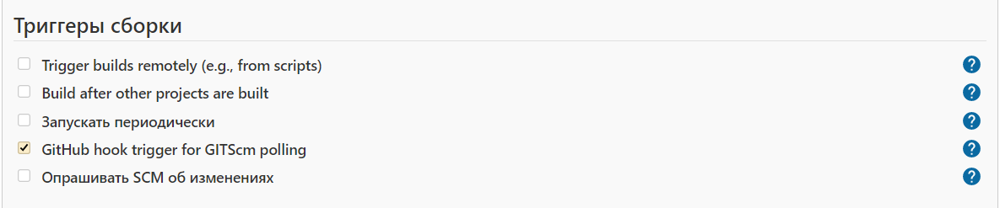 Триггеры сборки
Trigger builds remotely (e.g., from scripts)
?
Build after other projects are built
?
Запускать периодически
?
GitHub hook trigger for GITScm polling
?
Опрашивать SCM об изменениях
?